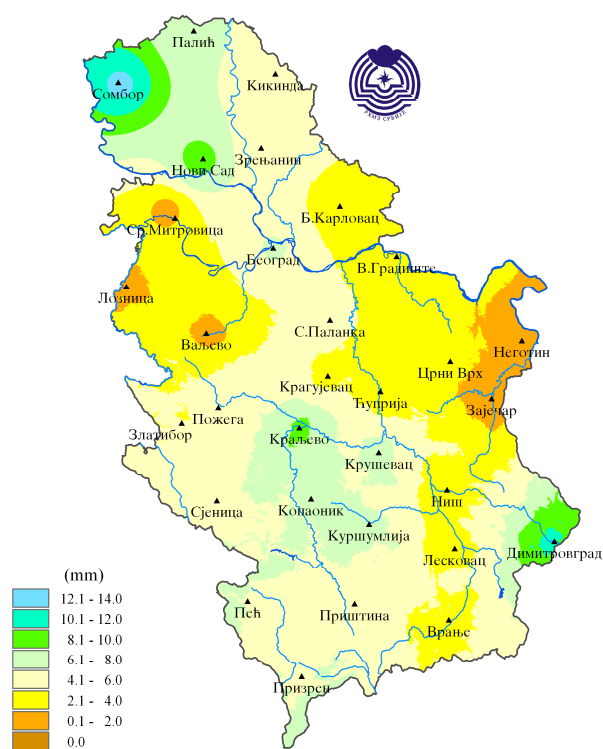 Палић
Кикинда
Сомбор
Зрењанин
Нови Сад
Б.Карловац
Ср.Митровица
Београд
В.Градиште
Лозница
С.Паланка
Ваљево
Неготин
Црни Врх
Крагујевац
Ћуприја
Зајечар
Пожега
Златибор
Краљево
Крушевац
Ниш
Сјеница
Копаоник
Куршумлија
Димитровград
Лесковац
Пећ
Приштина
Врање
Призрен
РХМЗ СРБИЈЕ
(mm)
12.1 - 14.0
10.1 - 12.0
8.1 - 10.0
6.1 - 8.0
4.1 - 6.0
2.1 - 4.0
0.1 - 2.0
0.0